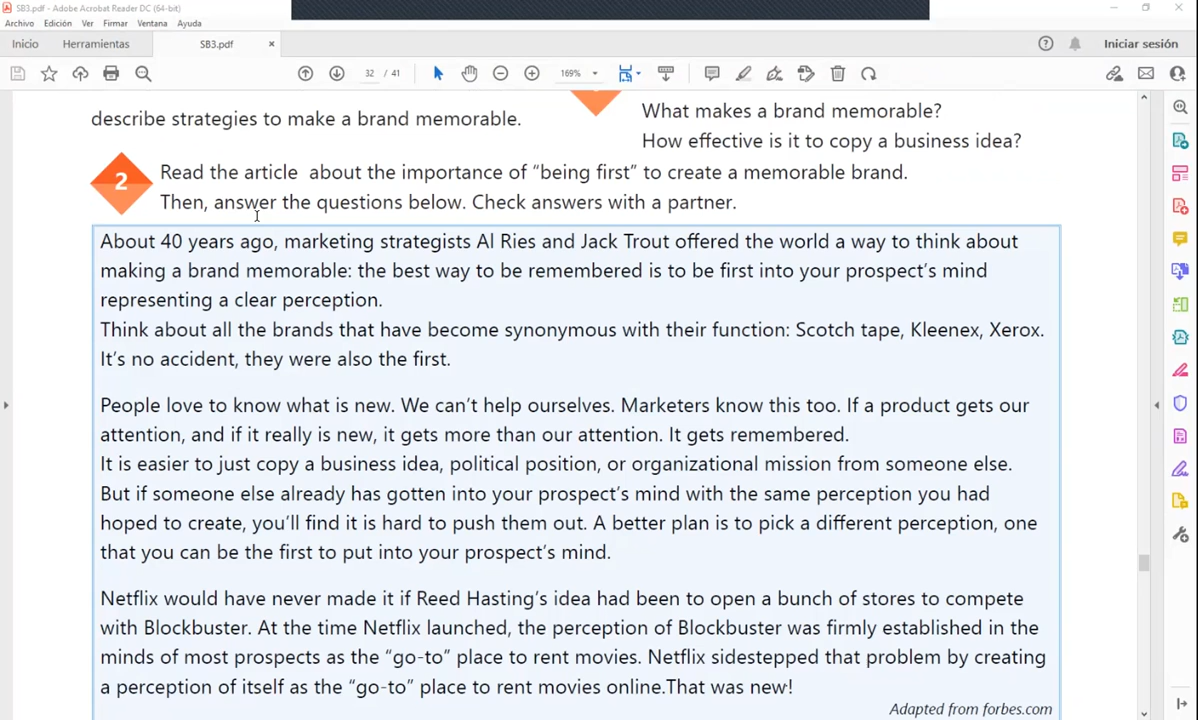 SB3.pdf - Adobe Acrobat Reader DC (64-bit)
Archivo Edición Ver Firmar Ventana Ayuda
Inicio Herramientas SB3.pdf × Iniciar sesión
32 / 41 169%
describe strategies to make a brand memorable.
What makes a brand memorable?
How effective is it to copy a business idea?
2
Read the article about the importance of “being first” to create a memorable brand.
Then, answer the questions below. Check answers with a partner.
About 40 years ago, marketing strategists Al Ries and Jack Trout offered the world a way to think about
making a brand memorable: the best way to be remembered is to be first into your prospect’s mind
representing a clear perception.
Think about all the brands that have become synonymous with their function: Scotch tape, Kleenex, Xerox.
It’s no accident, they were also the first.
People love to know what is new. We can’t help ourselves. Marketers know this too. If a product gets our
attention, and if it really is new, it gets more than our attention. It gets remembered.
It is easier to just copy a business idea, political position, or organizational mission from someone else.
But if someone else already has gotten into your prospect’s mind with the same perception you had
hoped to create, you’ll find it is hard to push them out. A better plan is to pick a different perception, one
that you can be the first to put into your prospect’s mind.
Netflix would have never made it if Reed Hasting’s idea had been to open a bunch of stores to compete
with Blockbuster. At the time Netflix launched, the perception of Blockbuster was firmly established in the
minds of most prospects as the “go-to” place to rent movies. Netflix sidestepped that problem by creating
a perception of itself as the “go-to” place to rent movies online.That was new!
Adapted from forbes.com